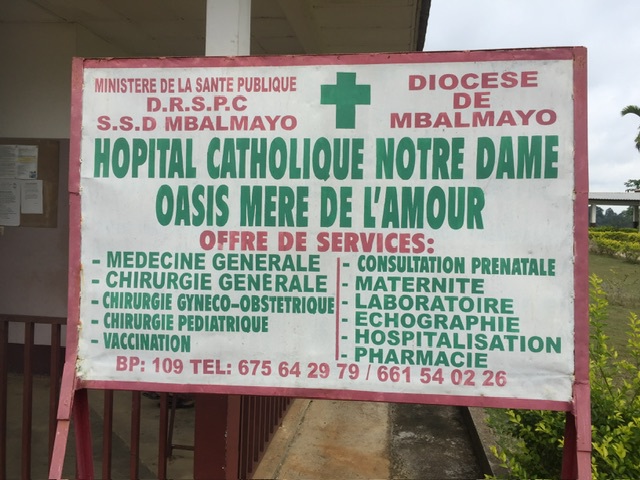 MINISTERE DE LA SANTE PUBLIQUE
D.R.S.P.C
S.S.D MBALMAYO
DIOCESE
DE
MBALMAYO
HOPITAL CATHOLIQUE NOTRE DAME
OASIS MERE DE L'AMOUR
OFFRE DE SERVICES:
- MEDECINE GENERALE
- CHIRURGIE GENERALE
- CHIRURGIE GYNECO-OBSTETRIQUE
- CHIRURGIE PEDIATRIQUE
- VACCINATION
- CONSULTATION PRENATALE
- MATERNITE
- LABORATOIRE
- ECHOGRAPHIE
- HOSPITALISATION
- PHARMACIE
BP: 109 TEL: 675 64 29 79 / 661 54 02 26